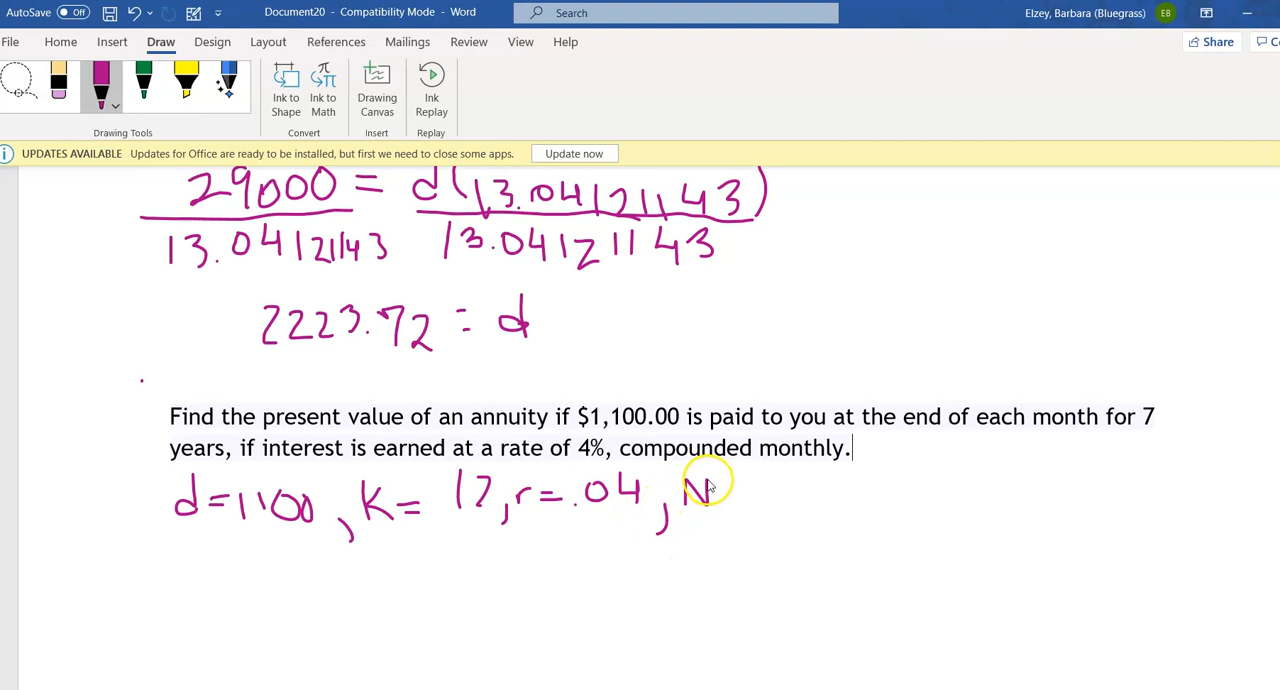 AutoSave Off Document20 - Compatibility Mode - Word Search Elzey, Barbara (Bluegrass) EB
File Home Insert Draw Design Layout References Mailings Review View Help Share Co
Ink to Shape Ink to Math Drawing Canvas Ink Replay
Drawing Tools Convert Insert Replay
UPDATES AVAILABLE Updates for Office are ready to be installed, but first we need to close some apps. Update now
29000 = d(13.04121143)
13.04121143 13.04121143
2223.72 = d
Find the present value of an annuity if $1,100.00 is paid to you at the end of each month for 7
years, if interest is earned at a rate of 4%, compounded monthly.
d=1100, K= 12, r=.04, N